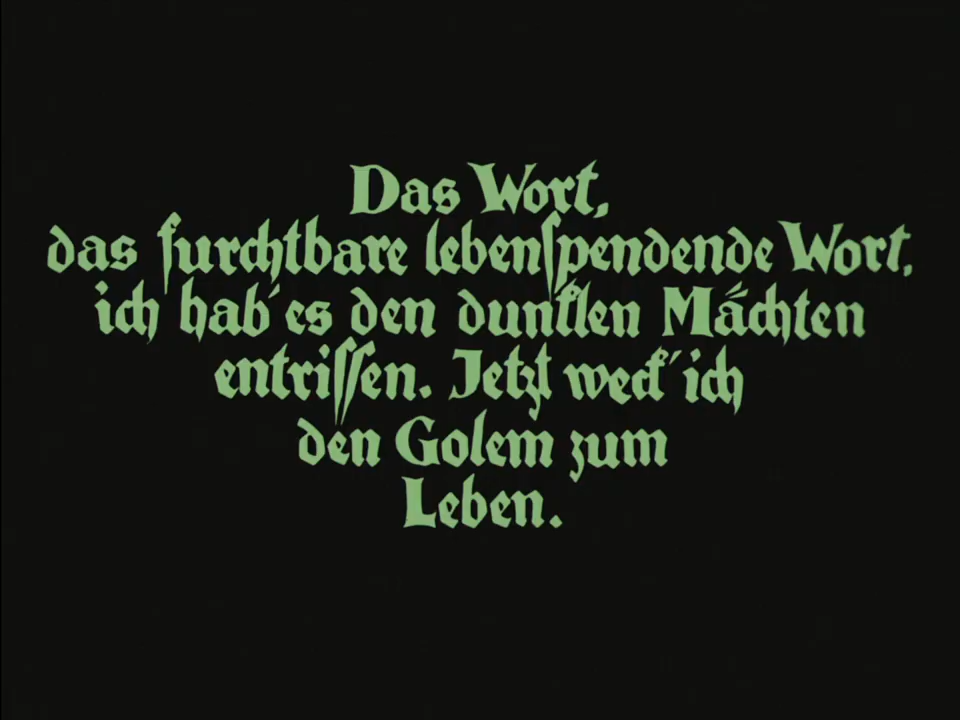 Das Wort,
das furchtbare lebenſpendende Wort,
ich hab' es den dunklen Mächten
entriſſen. Jetzt weck' ich
den Golem zum
Leben.